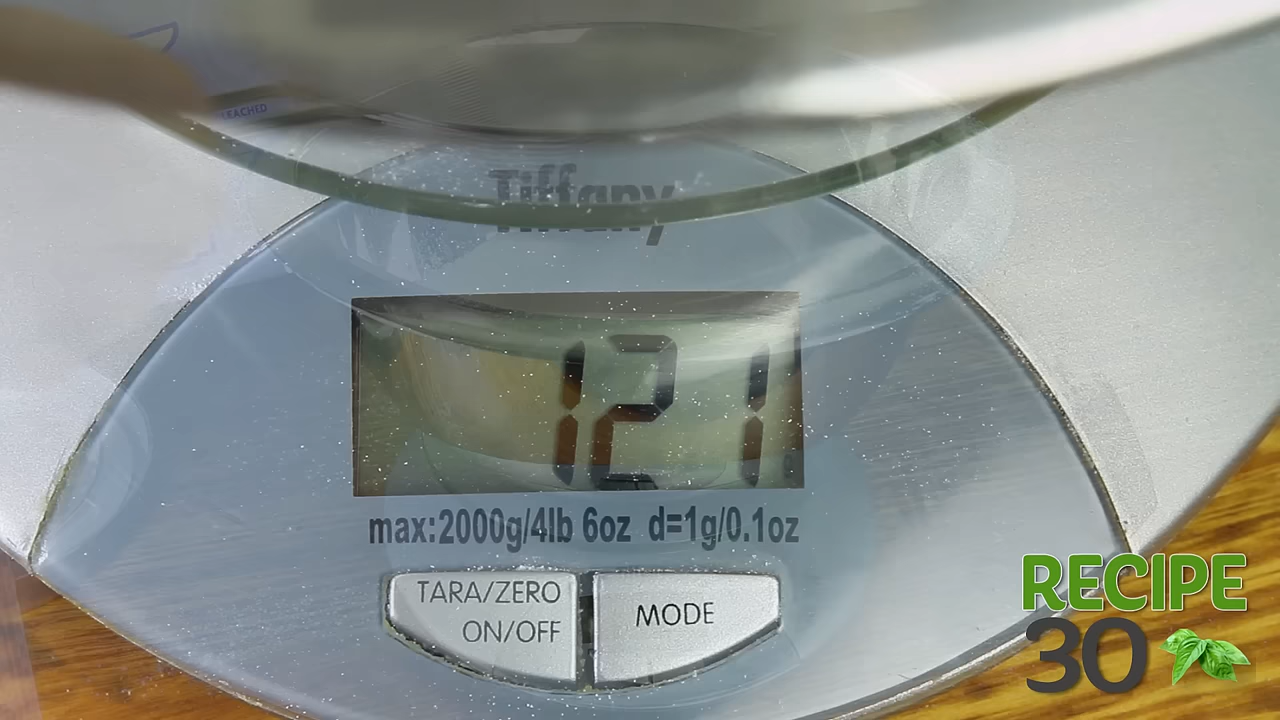 Tiffany
121
max:2000g/4lb 6oz d=1g/0.1oz
TARA/ZERO
ON/OFF
MODE
RECIPE
30